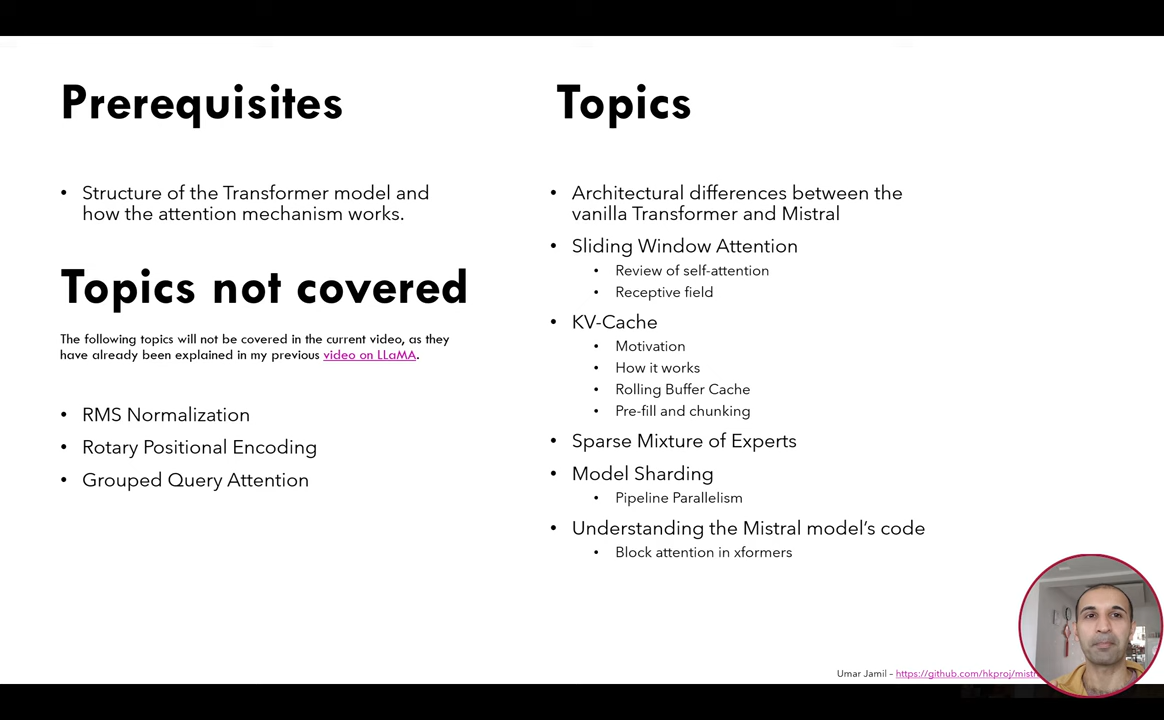 Prerequisites
• Structure of the Transformer model and
how the attention mechanism works.
Topics not covered
The following topics will not be covered in the current video, as they
have already been explained in my previous video on LLaMA.
• RMS Normalization
• Rotary Positional Encoding
• Grouped Query Attention
Topics
• Architectural differences between the
vanilla Transformer and Mistral
• Sliding Window Attention
• Review of self-attention
• Receptive field
• KV-Cache
• Motivation
• How it works
• Rolling Buffer Cache
• Pre-fill and chunking
• Sparse Mixture of Experts
• Model Sharding
• Pipeline Parallelism
• Understanding the Mistral model's code
• Block attention in xformers
Umar Jamil – https://github.com/hkproj/mist